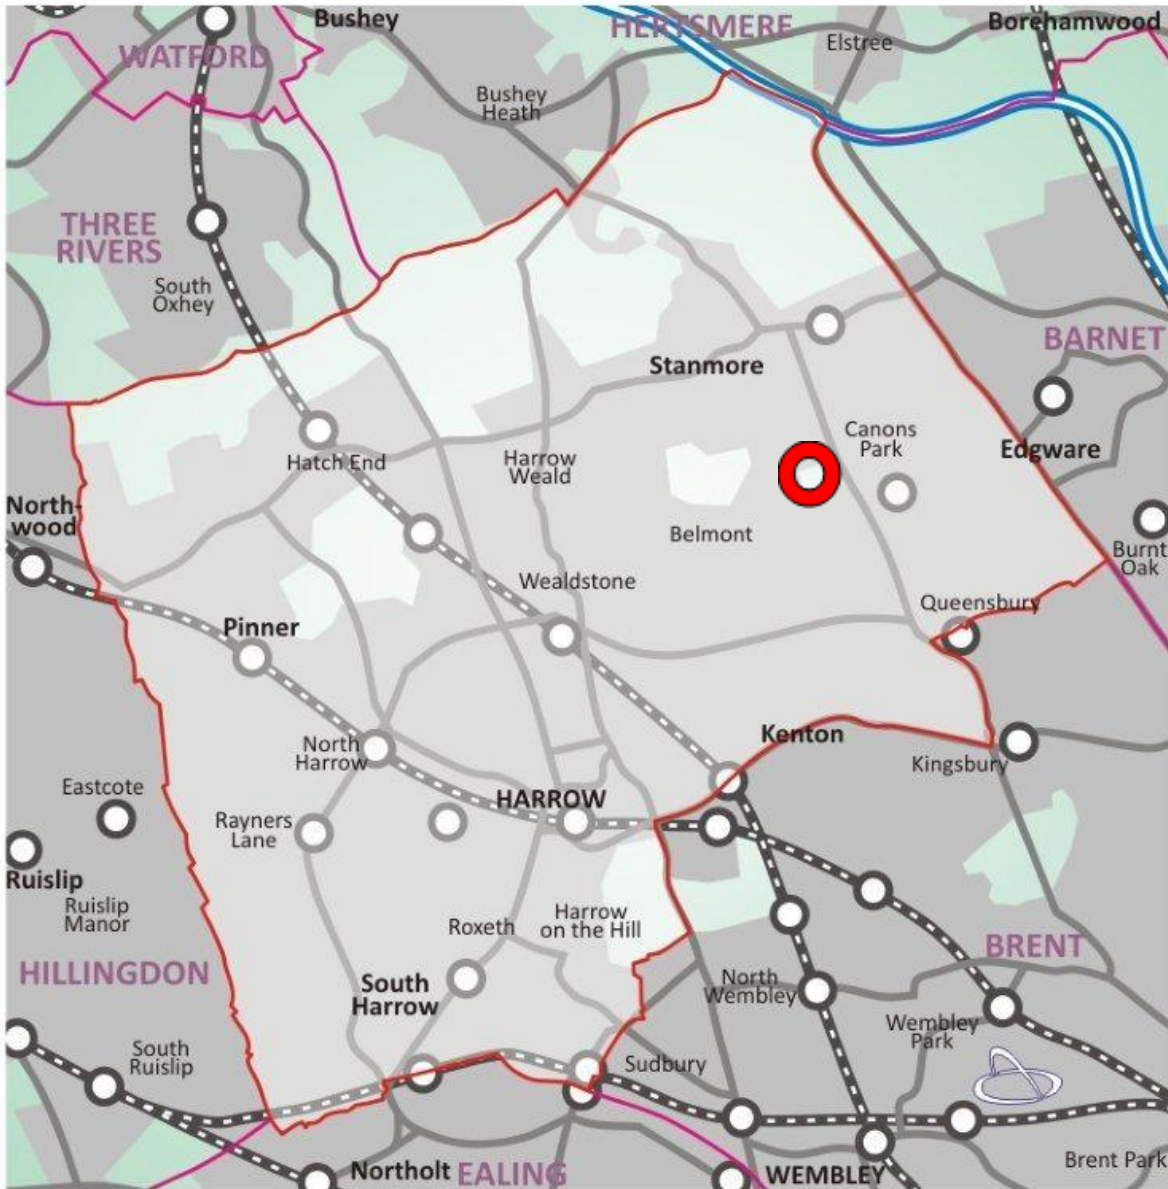 Bushey
HERTSMERE
Borehamwood
WATFORD
Elstree
Bushey
Heath
THREE
RIVERS
South
Oxhey
BARNET
Stanmore
Canons
Park
Edgware
Hatch End
Harrow
Weald
North-
wood
Belmont
Burnt
Oak
Wealdstone
Queensbury
Pinner
North
Harrow
Kenton
Kingsbury
Eastcote
HARROW
Rayners
Lane
Ruislip
Ruislip
Manor
Roxeth
Harrow
on the Hill
BRENT
HILLINGDON
South
Harrow
North
Wembley
Wembley
Park
South
Ruislip
Sudbury
Northolt
EALING
WEMBLEY
Brent Park